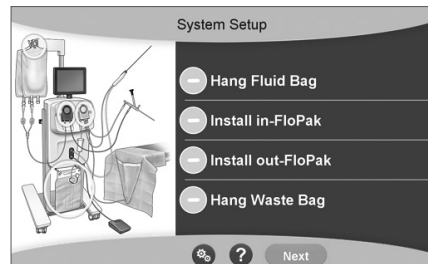 System Setup
Hang Fluid Bag
Install in-FloPak
Install out-FloPak
Hang Waste Bag
?
Next